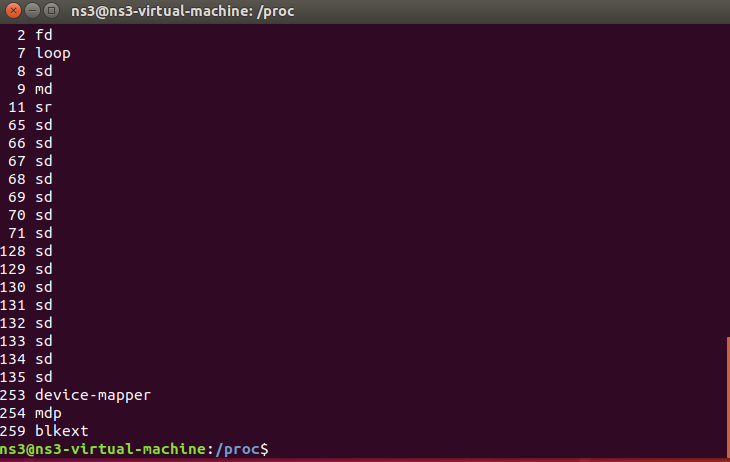 ns3@ns3-virtual-machine: /proc
2 fd
7 loop
8 sd
9 md
11 sr
65 sd
66 sd
67 sd
68 sd
69 sd
70 sd
71 sd
128 sd
129 sd
130 sd
131 sd
132 sd
133 sd
134 sd
135 sd
253 device-mapper
254 mdp
259 blkext
ns3@ns3-virtual-machine:/proc$